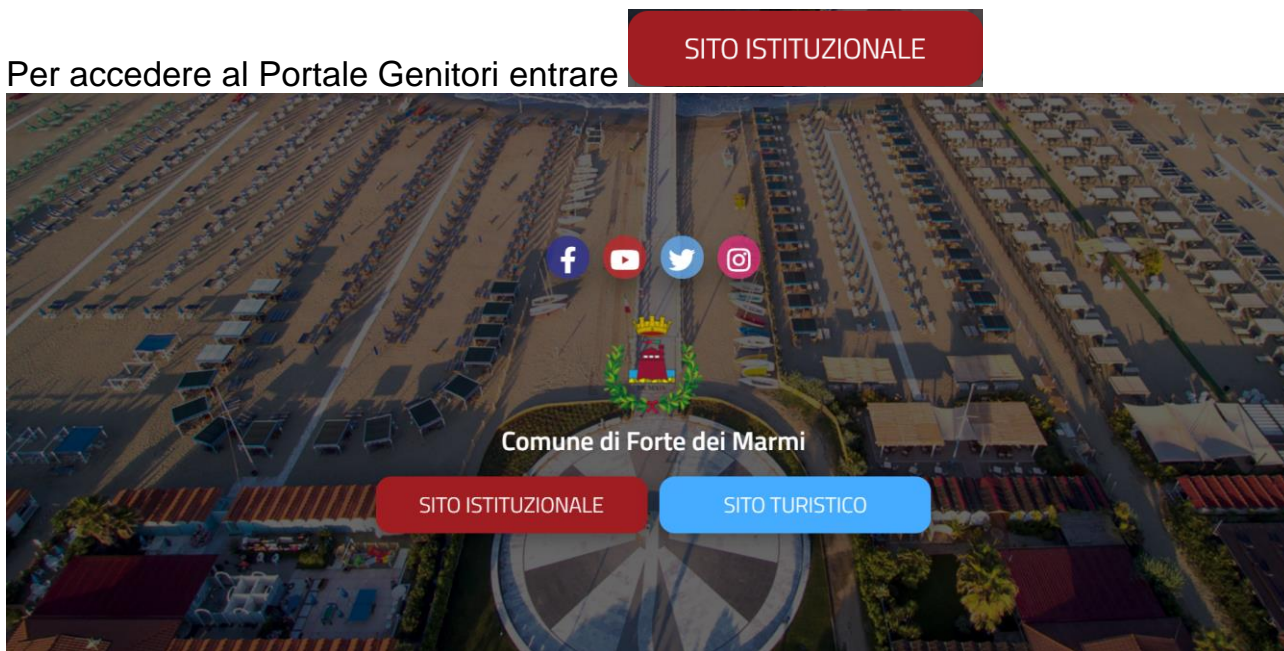 SITO ISTITUZIONALE
Per accedere al Portale Genitori entrare
Comune di Forte dei Marmi
SITO ISTITUZIONALE
SITO TURISTICO